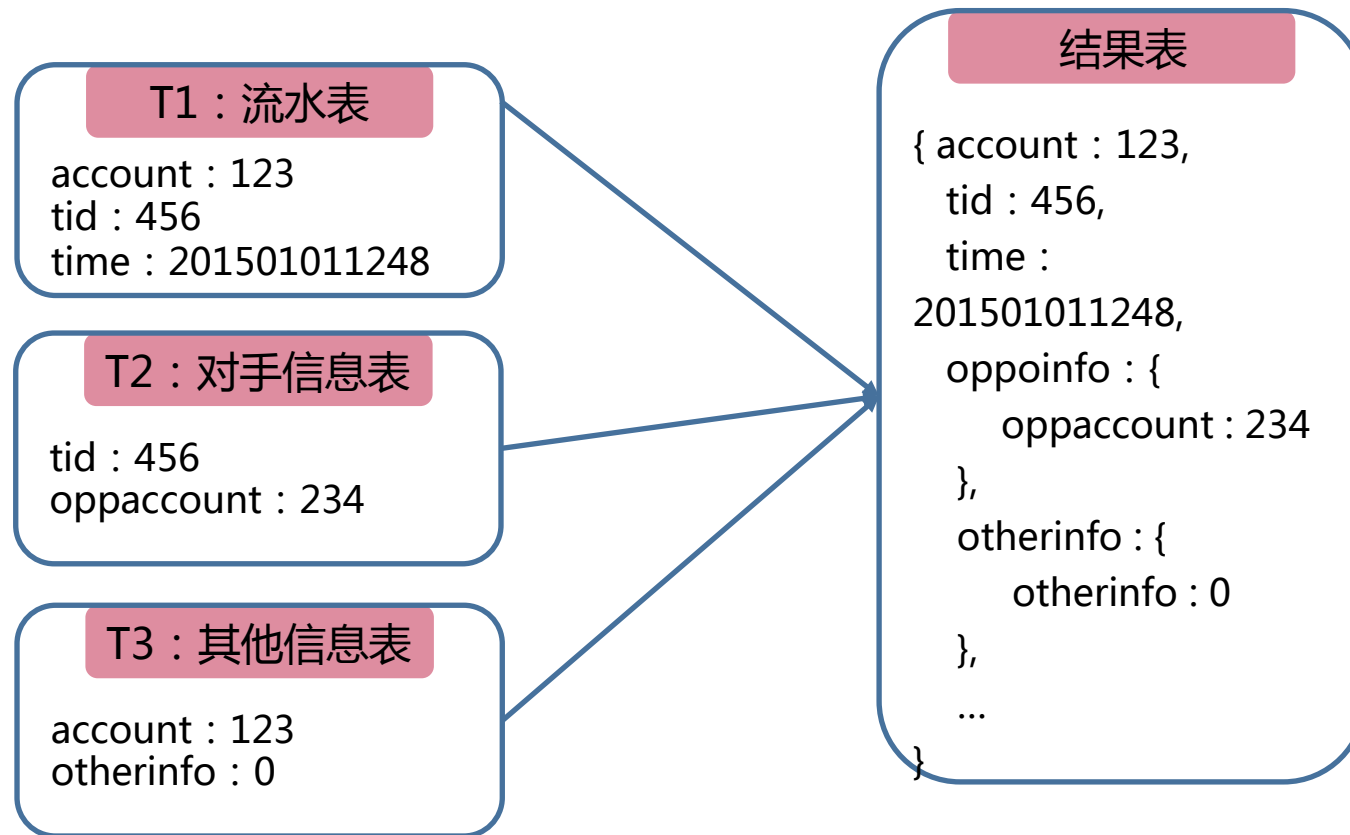 T1：流水表
account：123
tid：456
time：201501011248
T2：对手信息表
tid：456
oppaccount：234
T3：其他信息表
account：123
otherinfo：0
结果表
{ account：123,
tid：456,
time：
201501011248,
oppoinfo：{
oppaccount : 234
},
otherinfo : {
otherinfo : 0
},
...
}